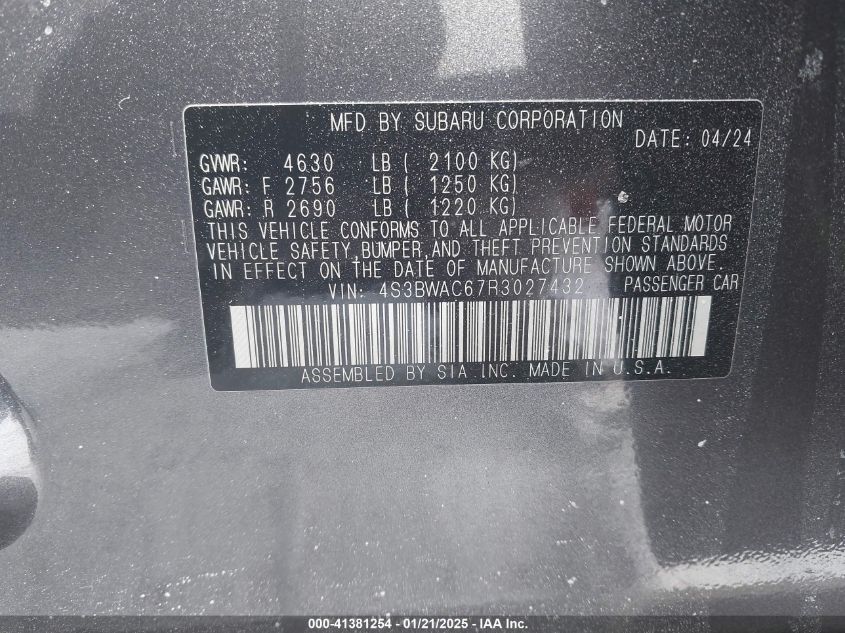 MFD BY SUBARU CORPORATION
DATE: 04/24
GVWR: 4630 LB ( 2100 KG)
GAWR: F 2756 LB ( 1250 KG)
GAWR: R 2690 LB ( 1220 KG)
THIS VEHICLE CONFORMS TO ALL APPLICABLE FEDERAL MOTOR
VEHICLE SAFETY,BUMPER,AND THEFT PREVENTION STANDARDS
IN EFFECT ON THE DATE OF MANUFACTURE SHOWN ABOVE.
VIN: 4S3BWAC67R3027432 PASSENGER CAR
ASSEMBLED BY SIA INC. MADE IN U.S.A.
000-41381254 - 01/21/2025 - IAA Inc.